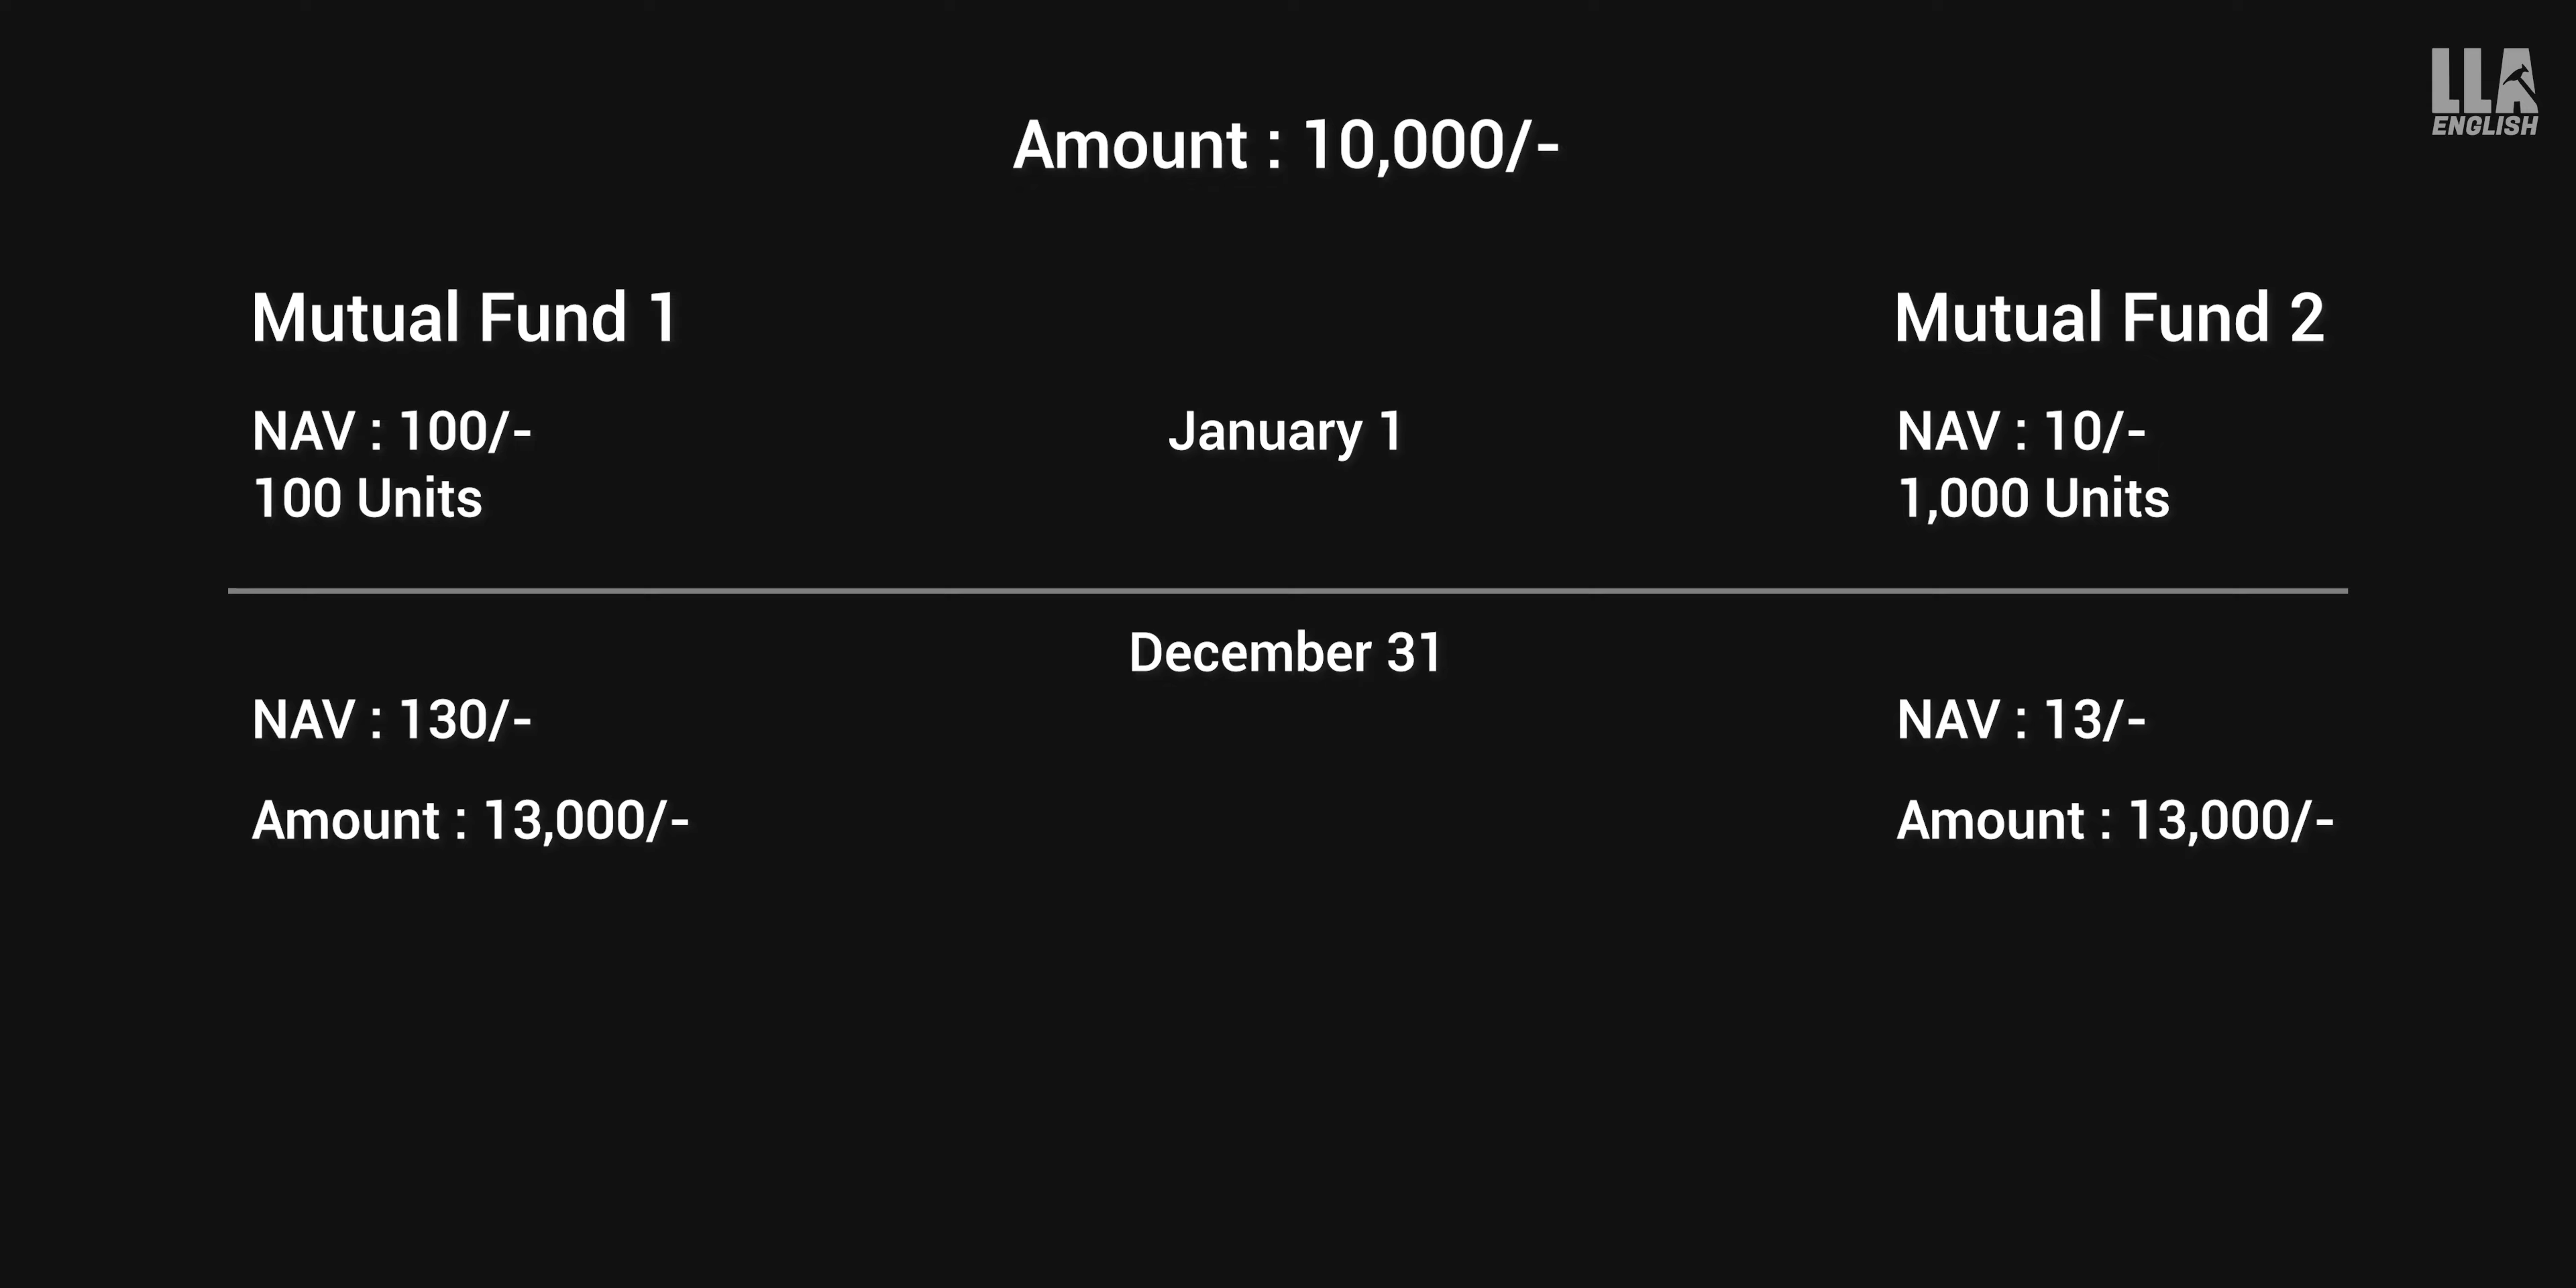 LLA
ENGLISH
Amount : 10,000/-
Mutual Fund 1
Mutual Fund 2
NAV : 100/-
100 Units
January 1
NAV : 10/-
1,000 Units
December 31
NAV : 130/-
NAV : 13/-
Amount : 13,000/-
Amount : 13,000/-